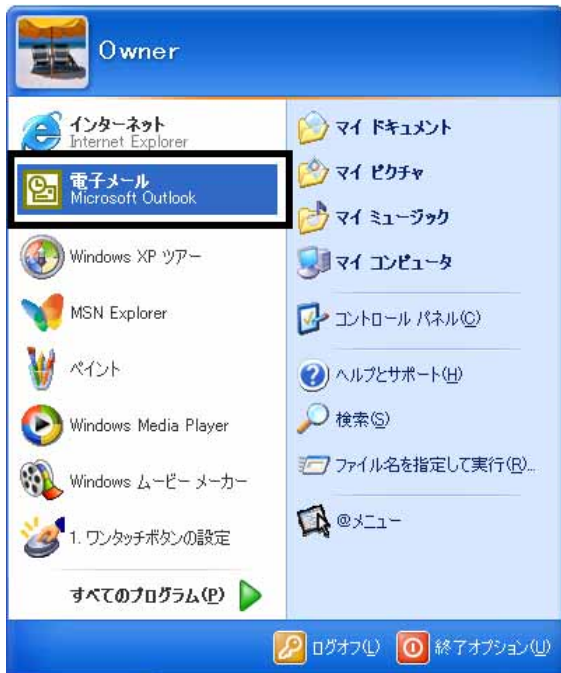 Owner
インターネット
Internet Explorer
電子メール
Microsoft Outlook
Windows XP ツアー
MSN Explorer
ペイント
Windows Media Player
Windows ムービー メーカー
1. ワンタッチボタンの設定
すべてのプログラム(P)
マイ ドキュメント
マイ ピクチャ
マイ ミュージック
マイ コンピュータ
コントロール パネル(C)
ヘルプとサポート(H)
検索(S)
ファイル名を指定して実行(R)...
@メニュー
ログオフ(L)
終了オプション(U)